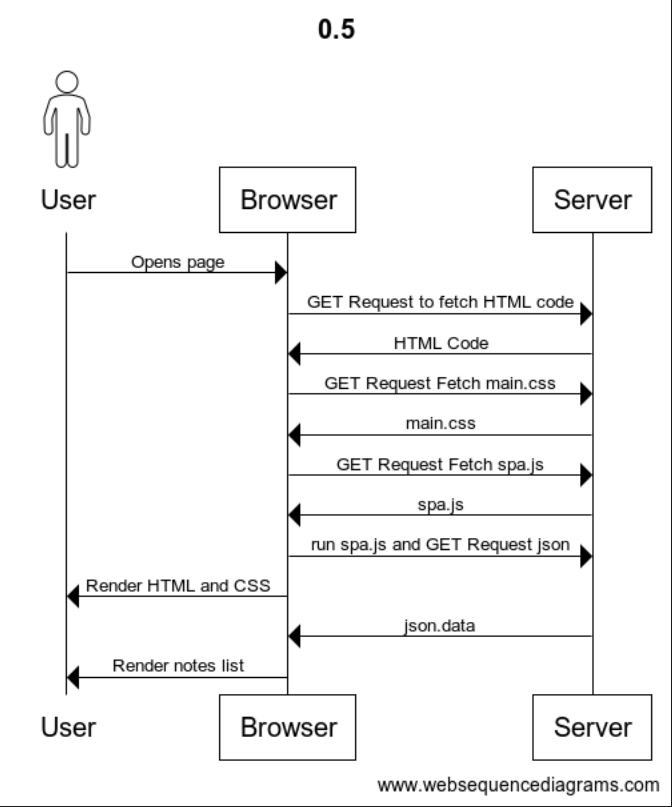 0.5
User
Browser
Server
Opens page
GET Request to fetch HTML code
HTML Code
GET Request Fetch main.css
main.css
GET Request Fetch spa.js
spa.js
run spa.js and GET Request json
Render HTML and CSS
json.data
Render notes list
User
Browser
Server
www.websequencediagrams.com